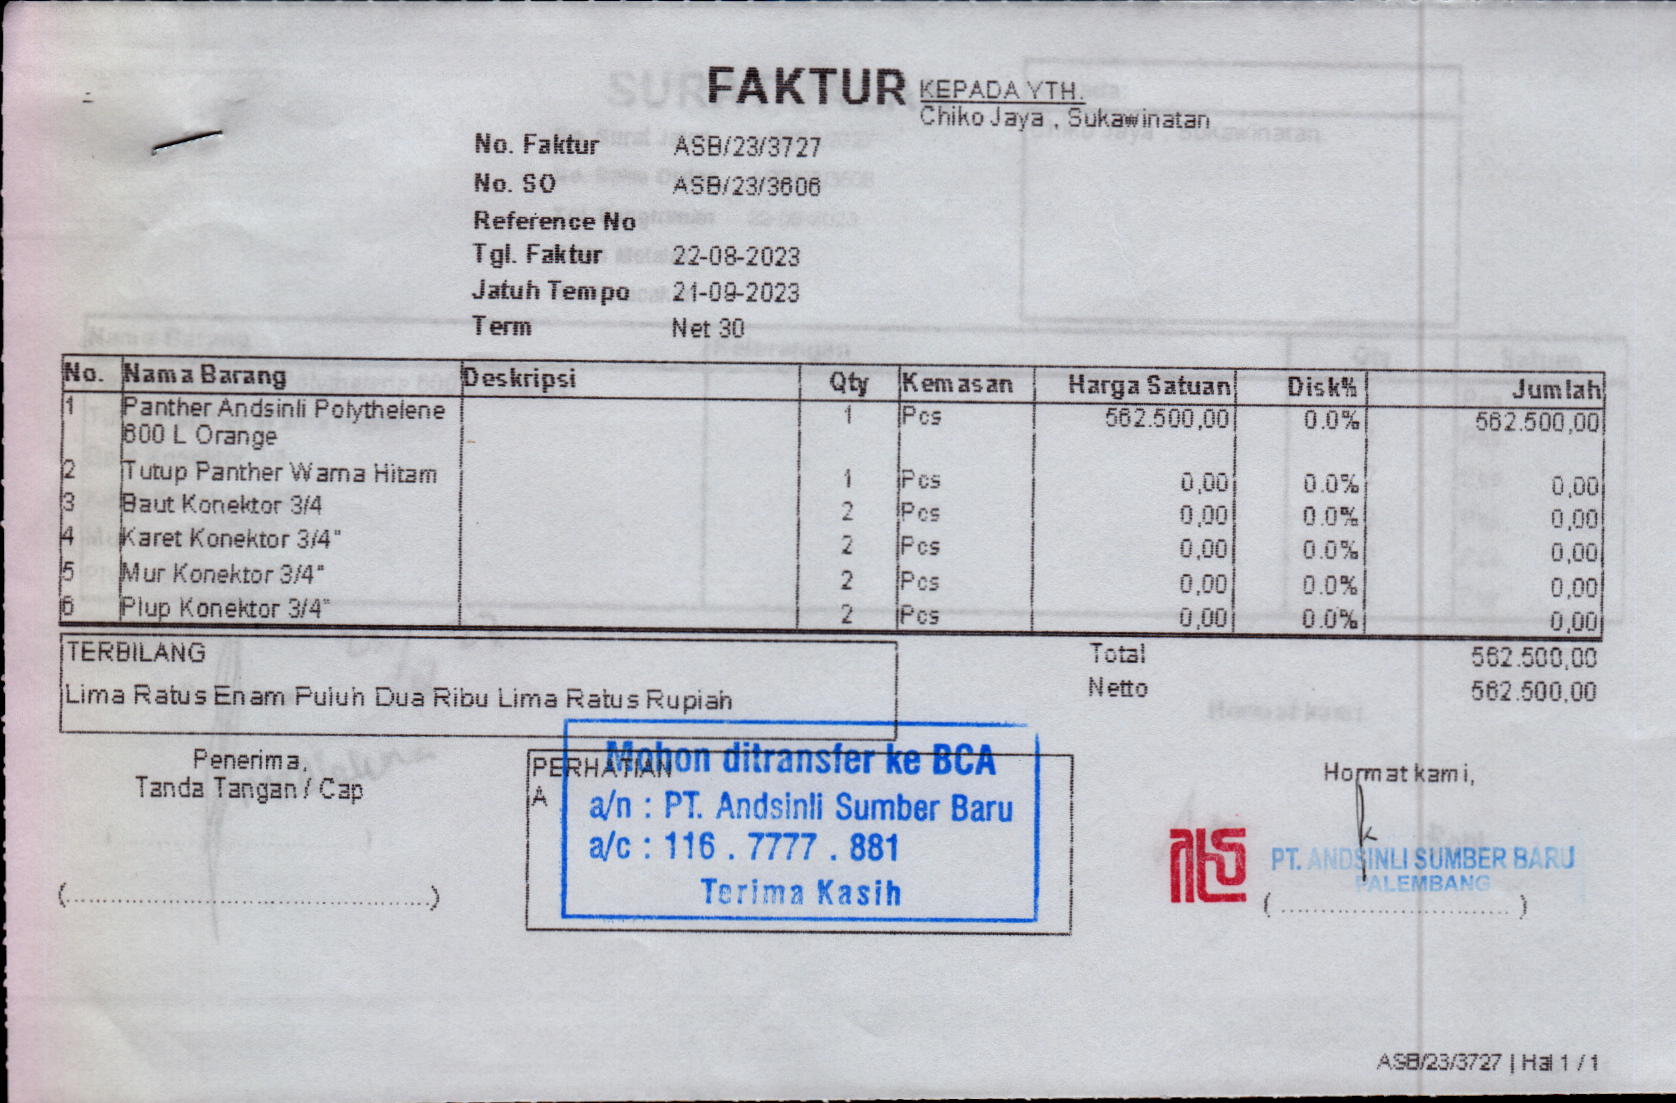 FAKTUR
KEPADA YTH.
Chiko Jaya , Sukawinatan
No. Faktur ASB/23/3727
No. SO ASB/23/3606
Reference No
Tgl. Faktur 22-08-2023
Jatuh Tempo 21-09-2023
Term Net 30
No. Nama Barang Deskripsi Qty Kemasan Harga Satuan Disk% Jumlah
1 Panther Andsinli Polythelene 1 Pcs 562.500,00 0.0% 562.500,00
600 L Orange
2 Tutup Panther Warna Hitam 1 Pcs 0,00 0.0% 0,00
3 Baut Konektor 3/4 2 Pcs 0,00 0.0% 0,00
4 Karet Konektor 3/4" 2 Pcs 0,00 0.0% 0,00
5 Mur Konektor 3/4" 2 Pcs 0,00 0.0% 0,00
6 Plup Konektor 3/4" 2 Pcs 0,00 0.0% 0,00
TERBILANG
Lima Ratus Enam Puluh Dua Ribu Lima Ratus Rupiah
Total 562.500,00
Netto 562.500,00
Penerima,
Tanda Tangan / Cap
(....................................................)
PERHATIAN
A
Mohon ditransfer ke BCA
a/n : PT. Andsinli Sumber Baru
a/c : 116 . 7777 . 881
Terima Kasih
Hormat kami,
PT. ANDSINLI SUMBER BARU
PALEMBANG
( ................................ )
ASB/23/3727 | Hal 1 / 1